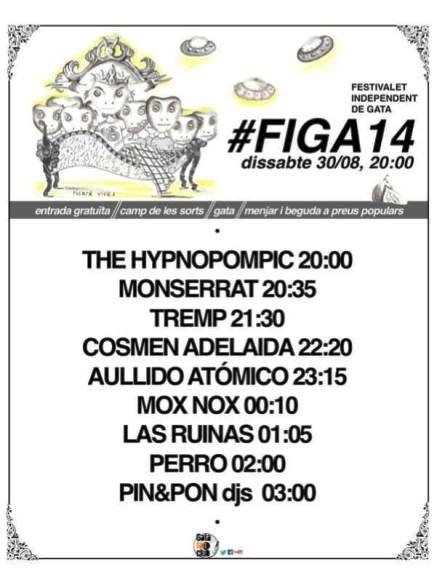 FESTIVALET
INDEPENDENT
DE GATA
#FIGA14
dissabte 30/08, 20:00
entrada gratuïta // camp de les sorts // gata // menjar i beguda a preus populars
THE HYPNOPOMPIC 20:00
MONSERRAT 20:35
TREMP 21:30
COSMEN ADELAIDA 22:20
AULLIDO ATÓMICO 23:15
MOX NOX 00:10
LAS RUINAS 01:05
PERRO 02:00
PIN&PON djs 03:00